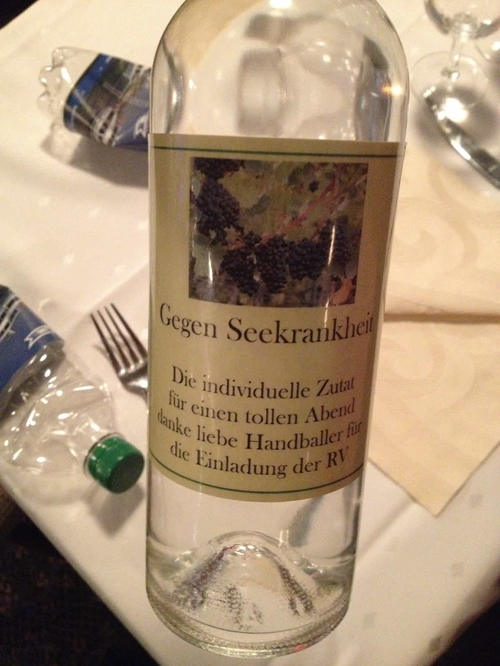 Gegen Seekrankheit
Die individuelle Zutat
für einen tollen Abend
danke liebe Handballer für
die Einladung der RV